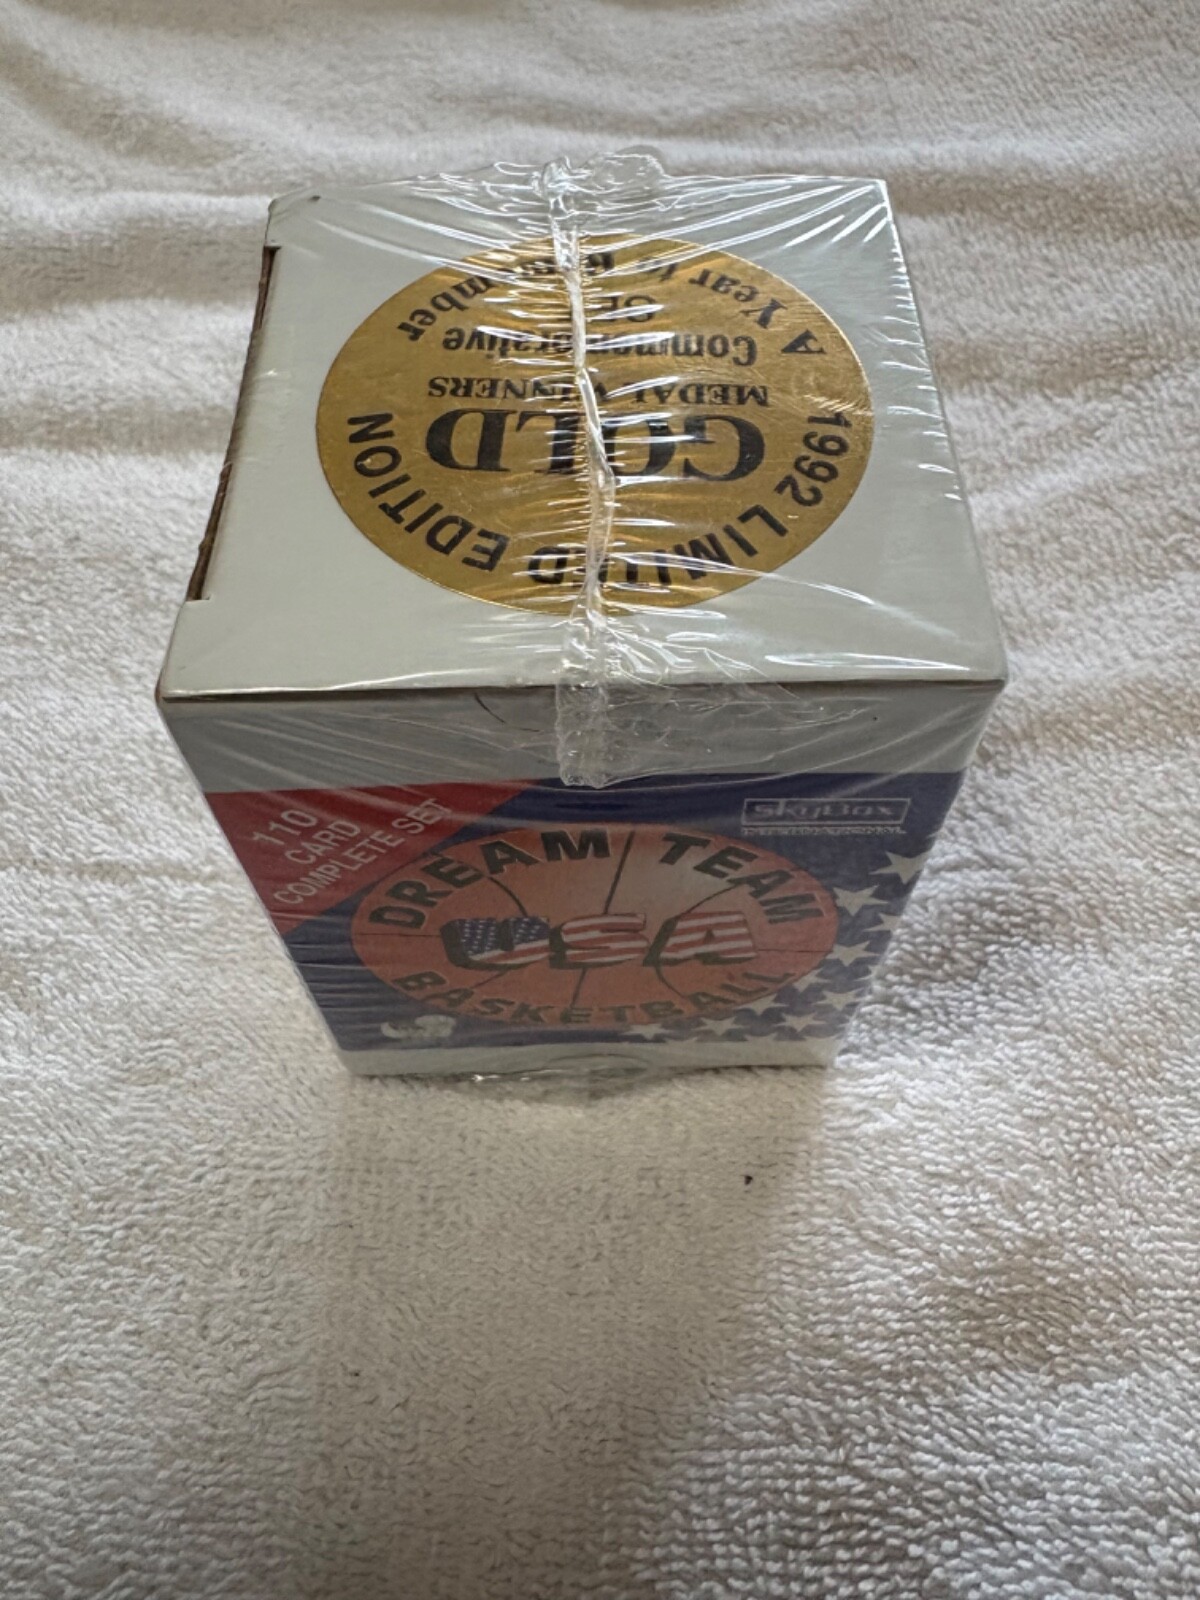 1992 LIMITED EDITION
GOLD
MEDAL WINNERS
Commemorative
A Year to Remember
110
CARD
COMPLETE SET
SkyBox
INTERNATIONAL
DREAM TEAM
USA
BASKETBALL